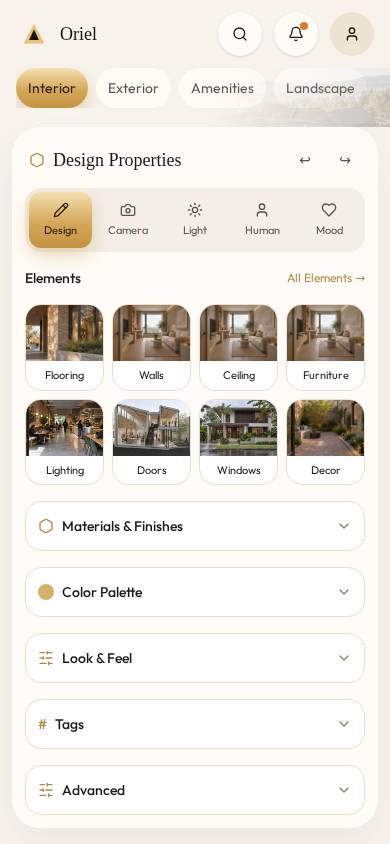 Oriel
Interior Exterior Amenities Landscape
Design Properties
Design Camera Light Human Mood
Elements All Elements →
Flooring Walls Ceiling Furniture
Lighting Doors Windows Decor
Materials & Finishes
Color Palette
Look & Feel
# Tags
Advanced